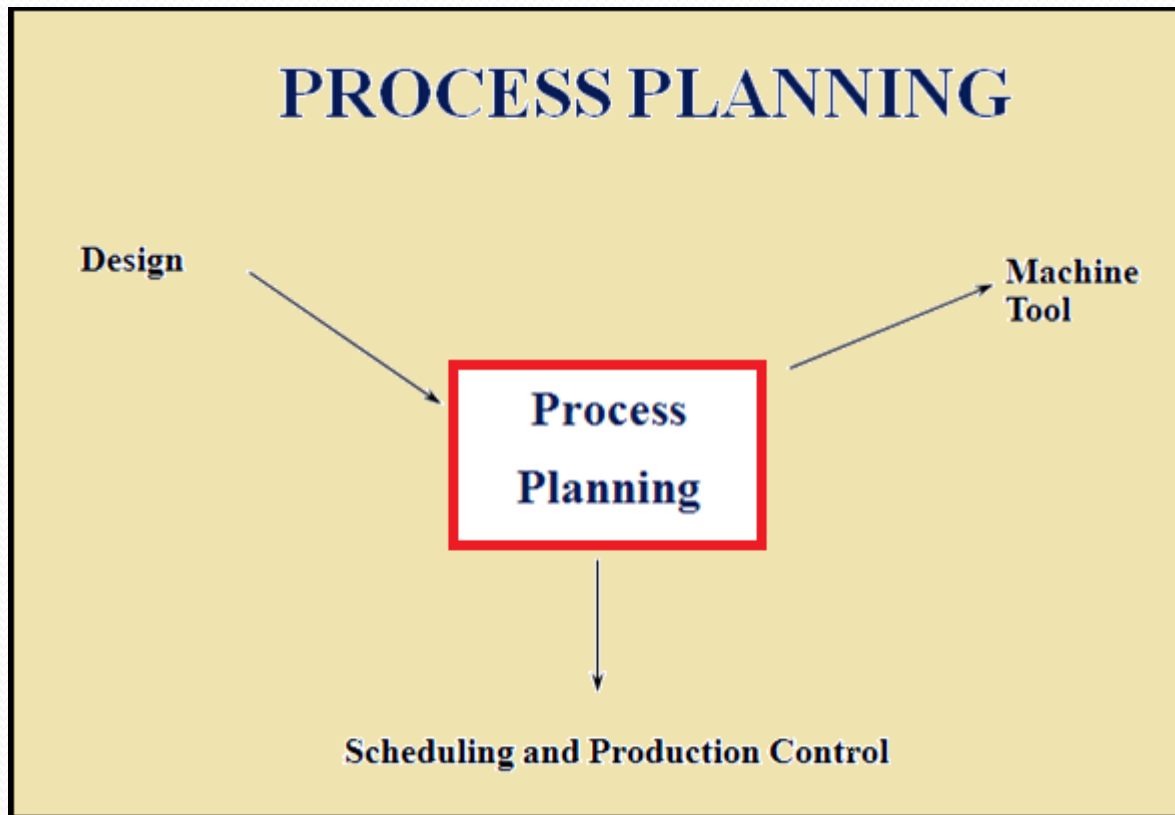 PROCESS PLANNING
Design
Machine
Tool
Process
Planning
Scheduling and Production Control